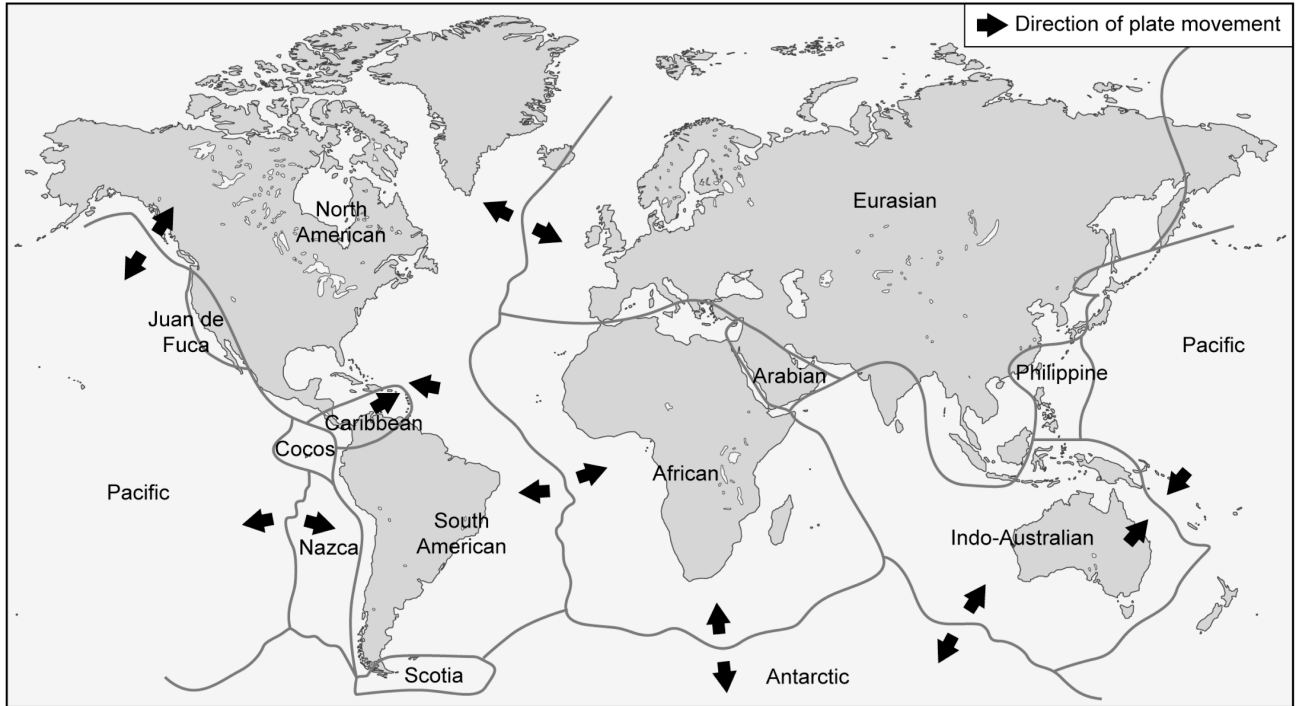 Direction of plate movement
North
American
Eurasian
Juan de
Fuca
Pacific
Arabian
Philippine
Caribbean
Cocos
African
Pacific
South
American
Nazca
Indo-Australian
Scotia
Antarctic